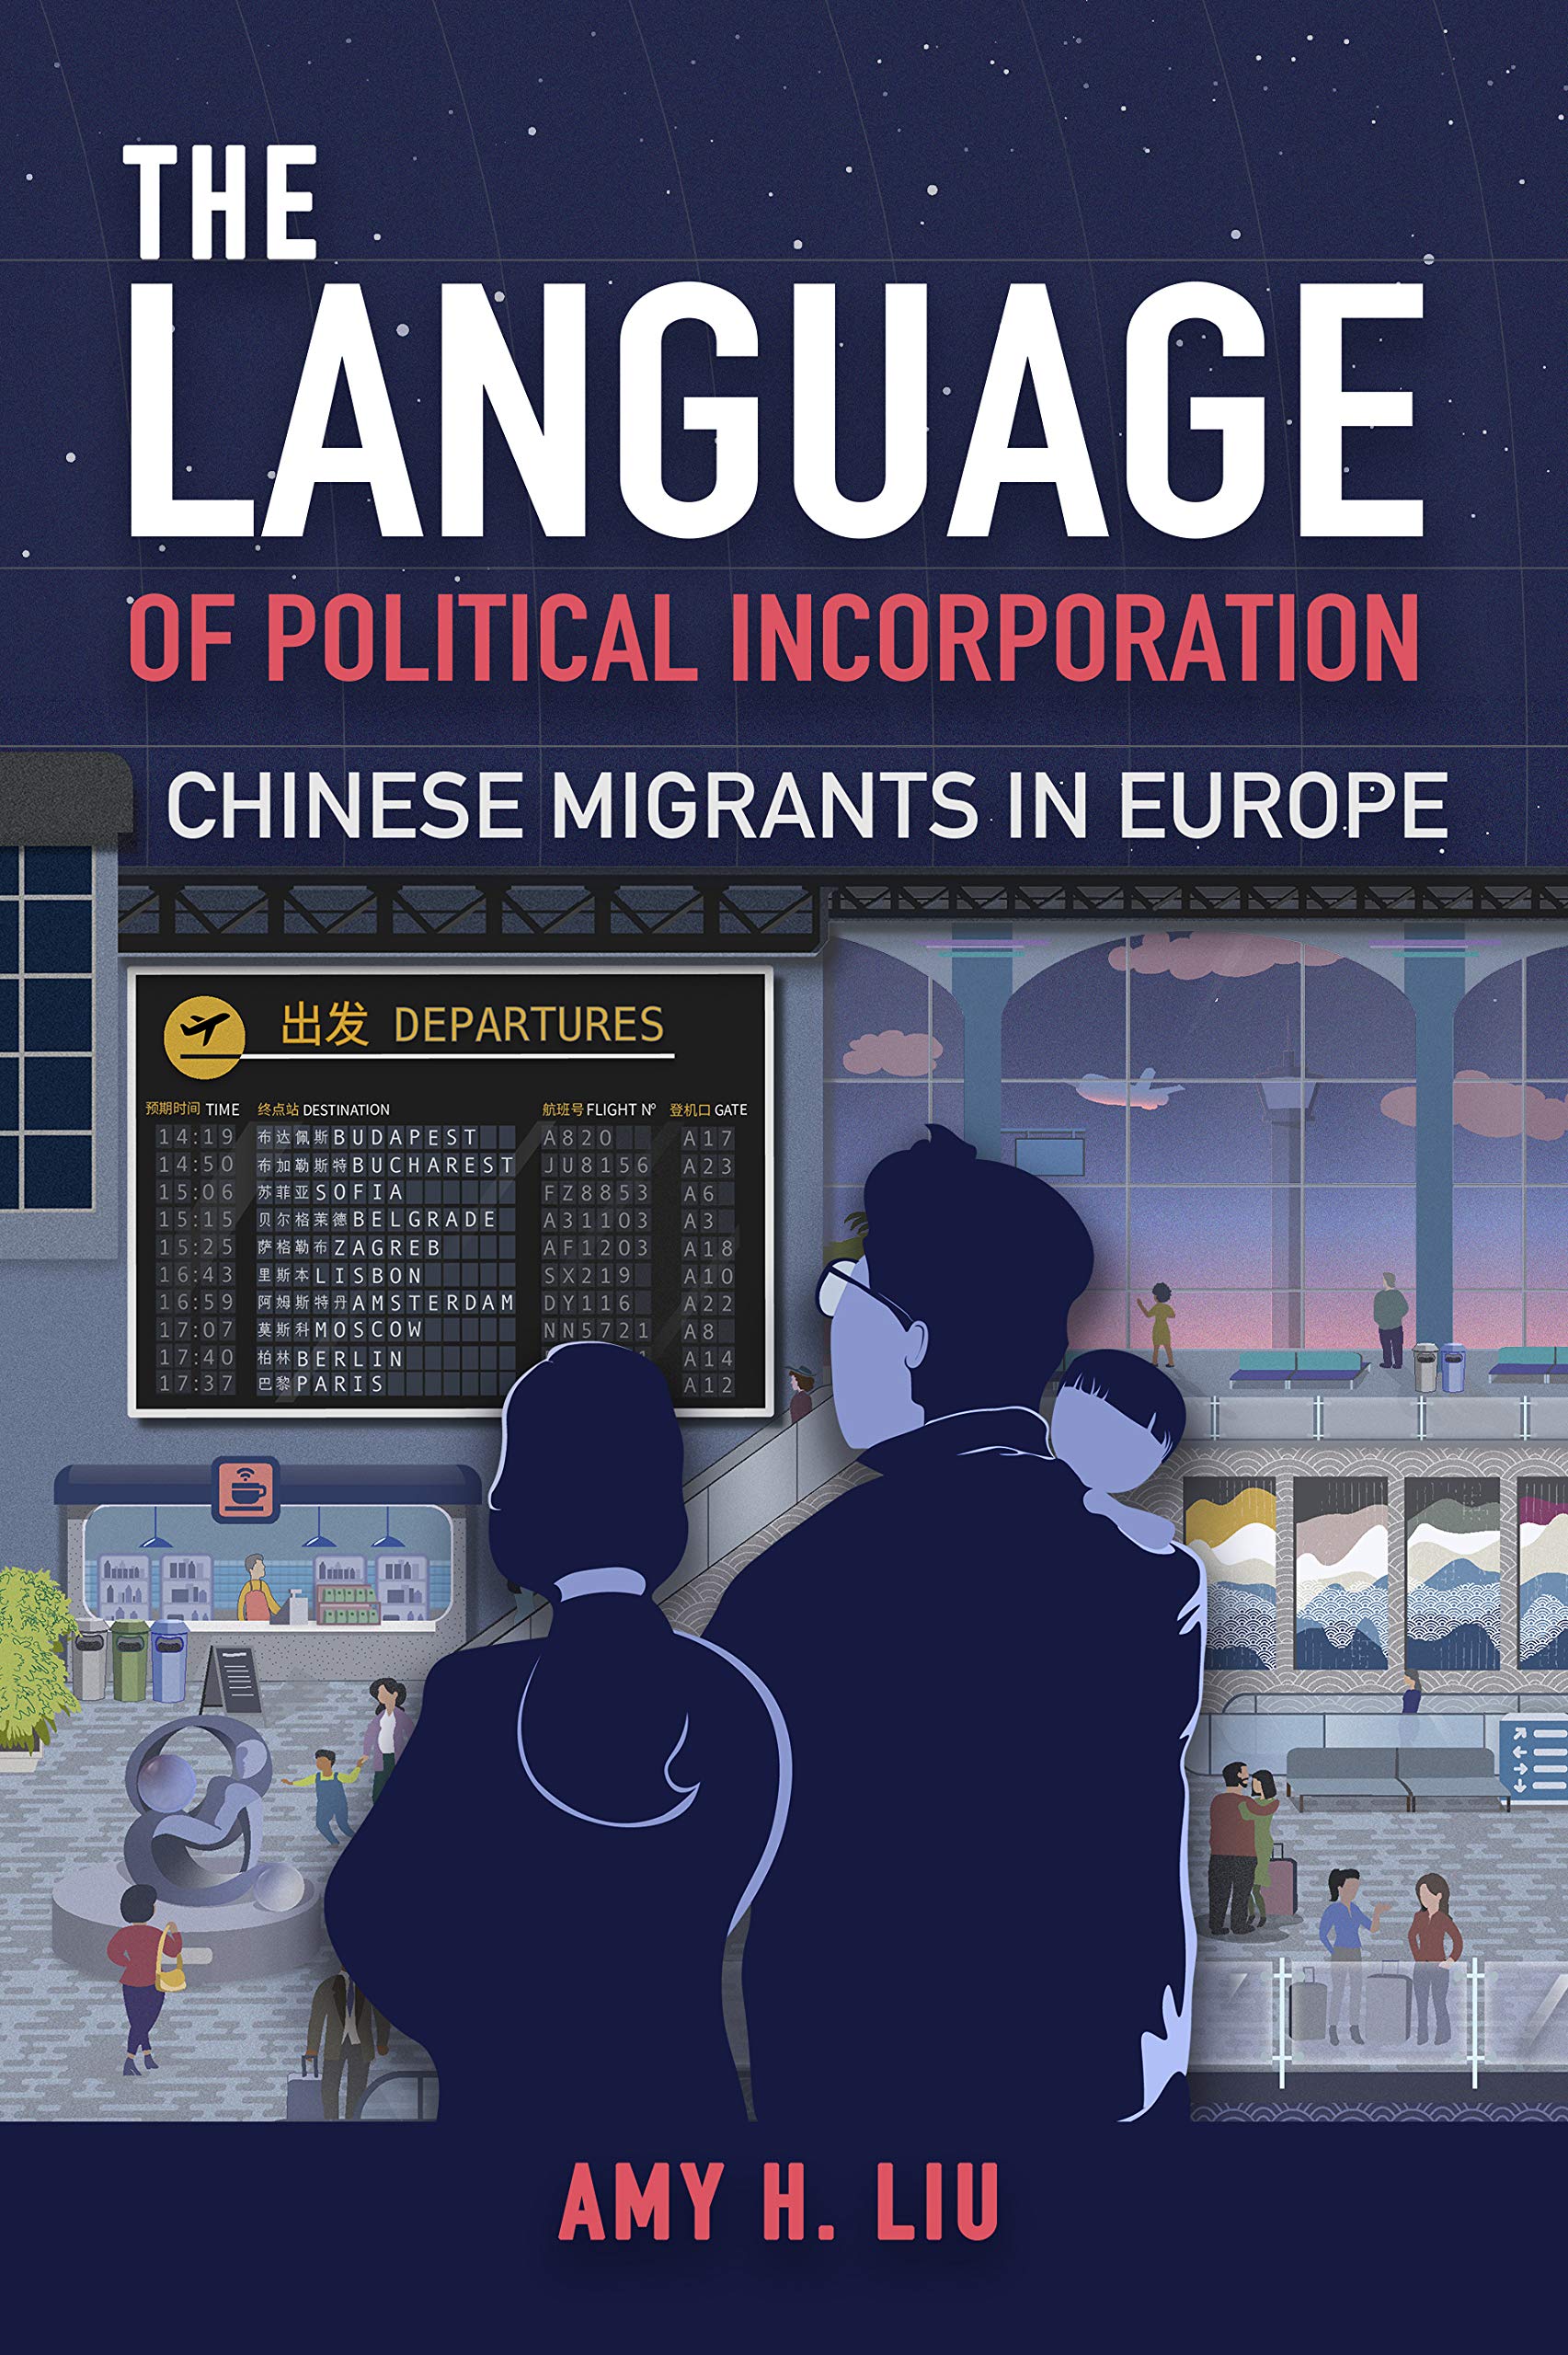 THE
LANGUAGE
OF POLITICAL INCORPORATION
CHINESE MIGRANTS IN EUROPE
出发 DEPARTURES
预期时间 TIME 终点站 DESTINATION 航班号 FLIGHT Nº 登机口 GATE
14:19 布达佩斯 BUDAPEST A820 A17
14:50 布加勒斯特 BUCHAREST JU8156 A23
15:06 苏菲亚 SOFIA FZ8853 A6
15:15 贝尔格莱德 BELGRADE A31103 A3
15:25 萨格勒布 ZAGREB AF1203 A18
16:43 里斯本 LISBON SX219 A10
16:59 阿姆斯特丹 AMSTERDAM DY116 A22
17:07 莫斯科 MOSCOW NN5721 A8
17:40 柏林 BERLIN A14
17:37 巴黎 PARIS A12
AMY H. LIU